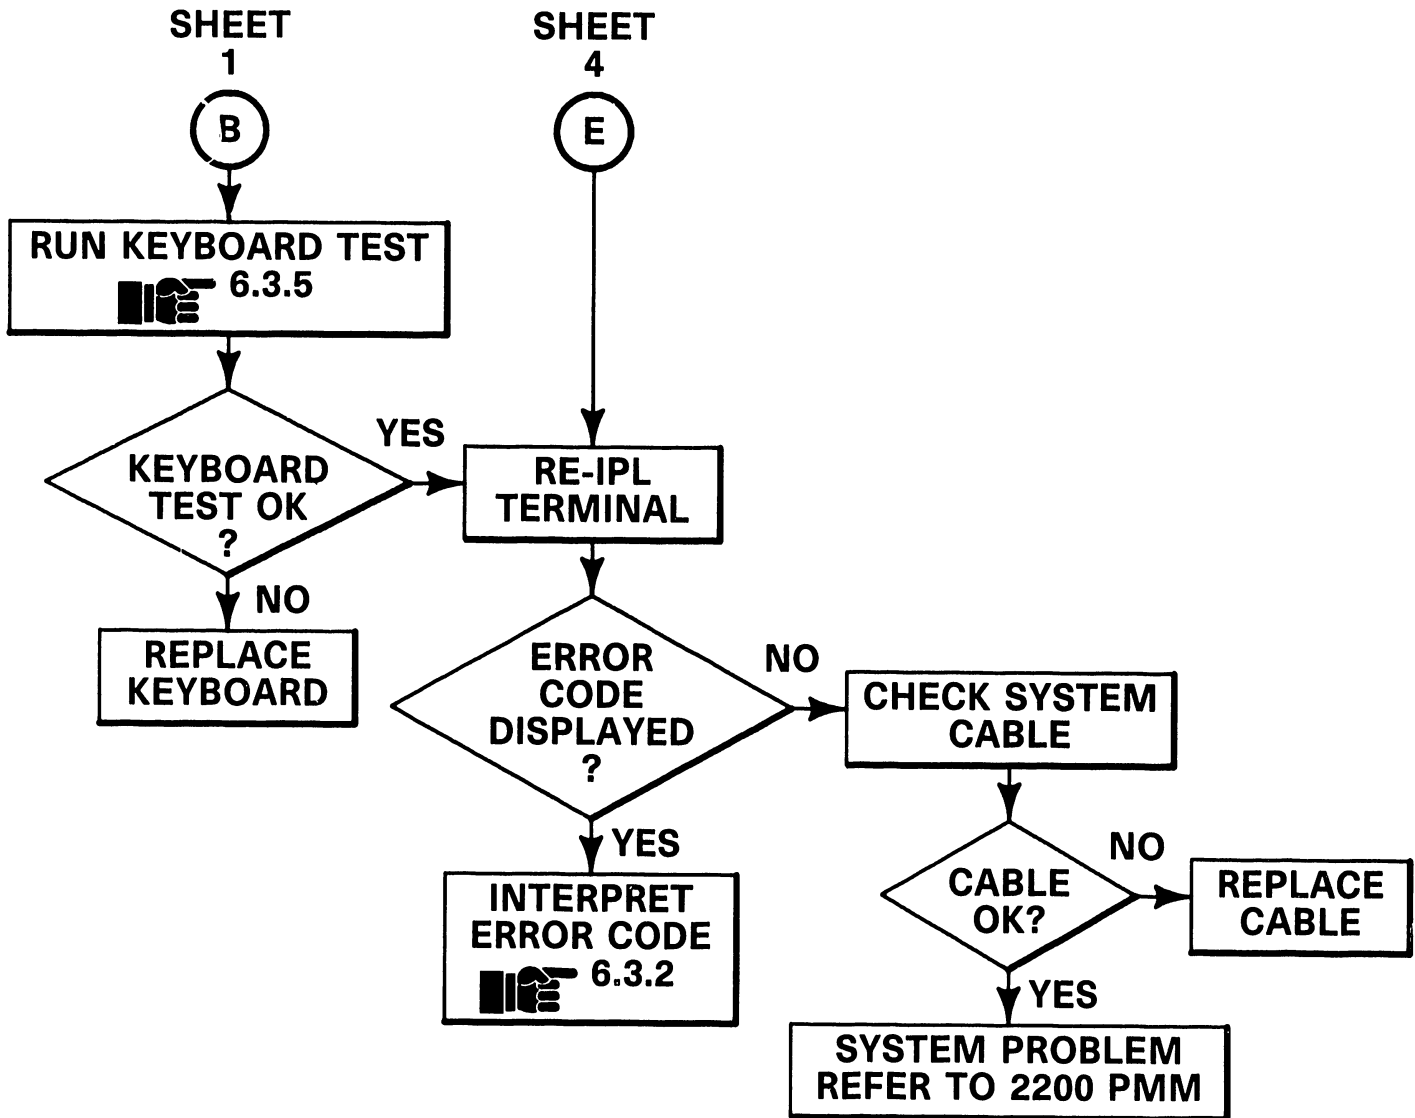 SHEET
1
B
SHEET
4
E
RUN KEYBOARD TEST
6.3.5
KEYBOARD
TEST OK
?
YES
NO
REPLACE
KEYBOARD
RE-IPL
TERMINAL
ERROR
CODE
DISPLAYED
?
NO
YES
INTERPRET
ERROR CODE
6.3.2
CHECK SYSTEM
CABLE
CABLE
OK?
NO
REPLACE
CABLE
YES
SYSTEM PROBLEM
REFER TO 2200 PMM